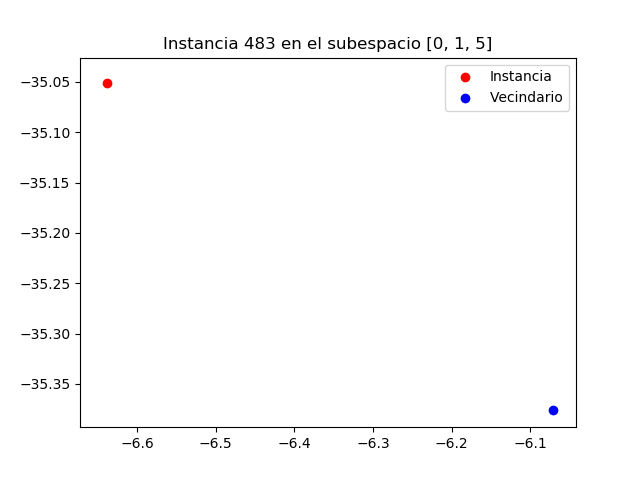 Instancia 483 en el subespacio [0, 1, 5]
Instancia
Vecindario
−35.05
−35.10
−35.15
−35.20
−35.25
−35.30
−35.35
−6.6 −6.5 −6.4 −6.3 −6.2 −6.1